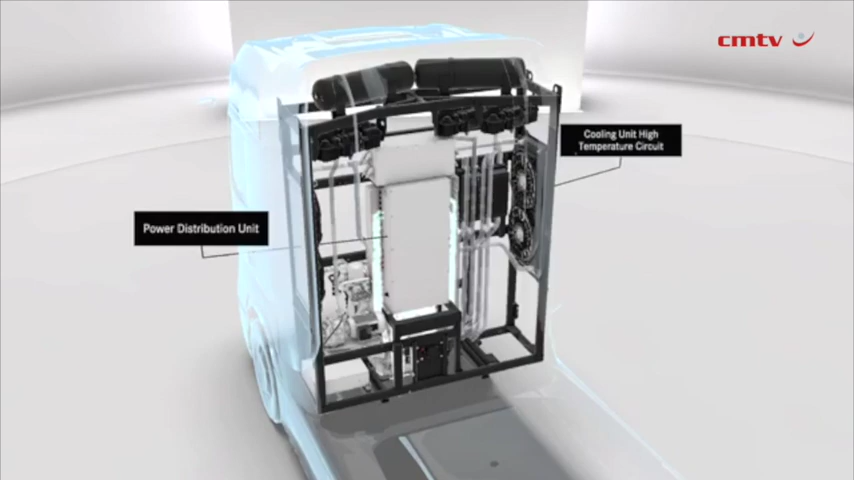 cmtv
Cooling Unit High
Temperature Circuit
Power Distribution Unit